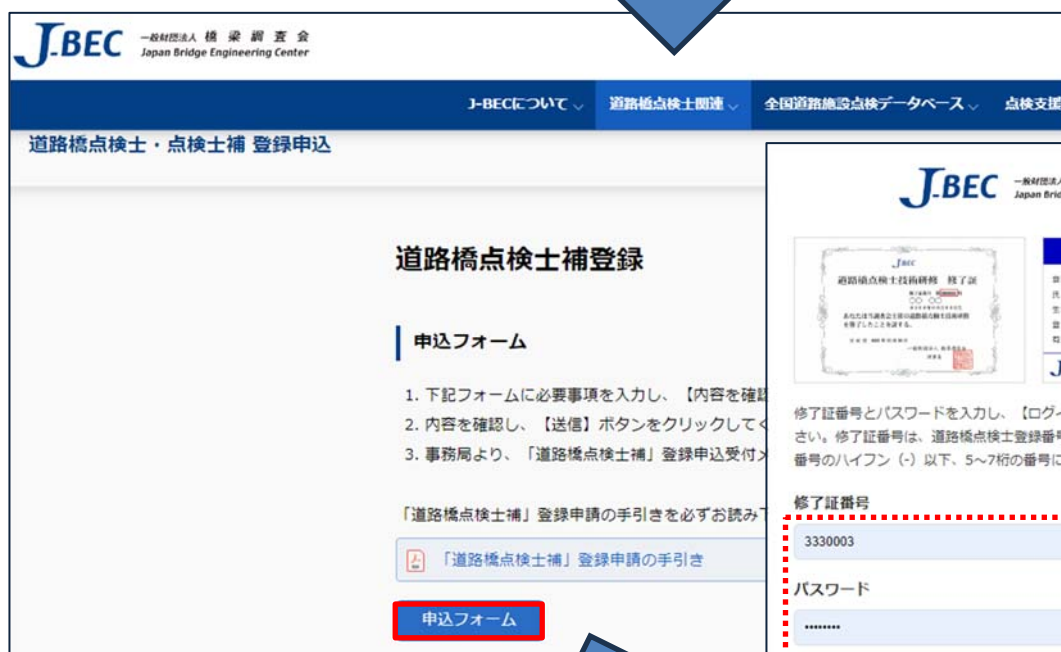 J-BEC 一般財団法人 橋 梁 調 査 会
Japan Bridge Engineering Center
J-BECについて 道路橋点検士関連 全国道路施設点検データベース 点検支援
道路橋点検士・点検士補 登録申込
道路橋点検士補登録
申込フォーム
1. 下記フォームに必要事項を入力し、【内容を確認
2. 内容を確認し、【送信】ボタンをクリックしてく
3. 事務局より、「道路橋点検士補」登録申込受付メ
「道路橋点検士補」登録申請の手引きを必ずお読み下
「道路橋点検士補」登録申請の手引き
申込フォーム
J-BEC 一般財団法人
Japan Brid
J-BEC
道路橋点検士技術研修 修了証
修了証番号とパスワードを入力し、【ログイ
さい。修了証番号は、道路橋点検士登録番号
番号のハイフン（-）以下、5～7桁の番号に
修了証番号
3330003
パスワード
••••••••